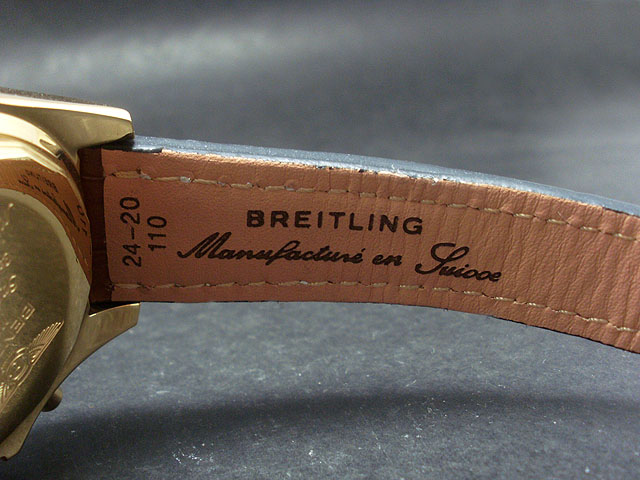 24-20
110
BREITLING
Manufacturé en Suisse